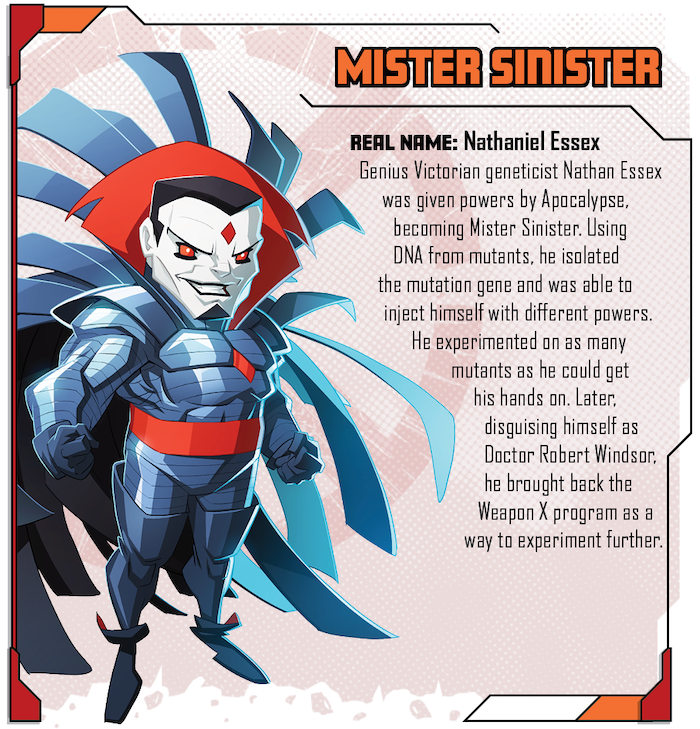 MISTER SINISTER
REAL NAME: Nathaniel Essex
Genius Victorian geneticist Nathan Essex
was given powers by Apocalypse,
becoming Mister Sinister. Using
DNA from mutants, he isolated
the mutation gene and was able to
inject himself with different powers.
He experimented on as many
mutants as he could get
his hands on. Later,
disguising himself as
Doctor Robert Windsor,
he brought back the
Weapon X program as a
way to experiment further.